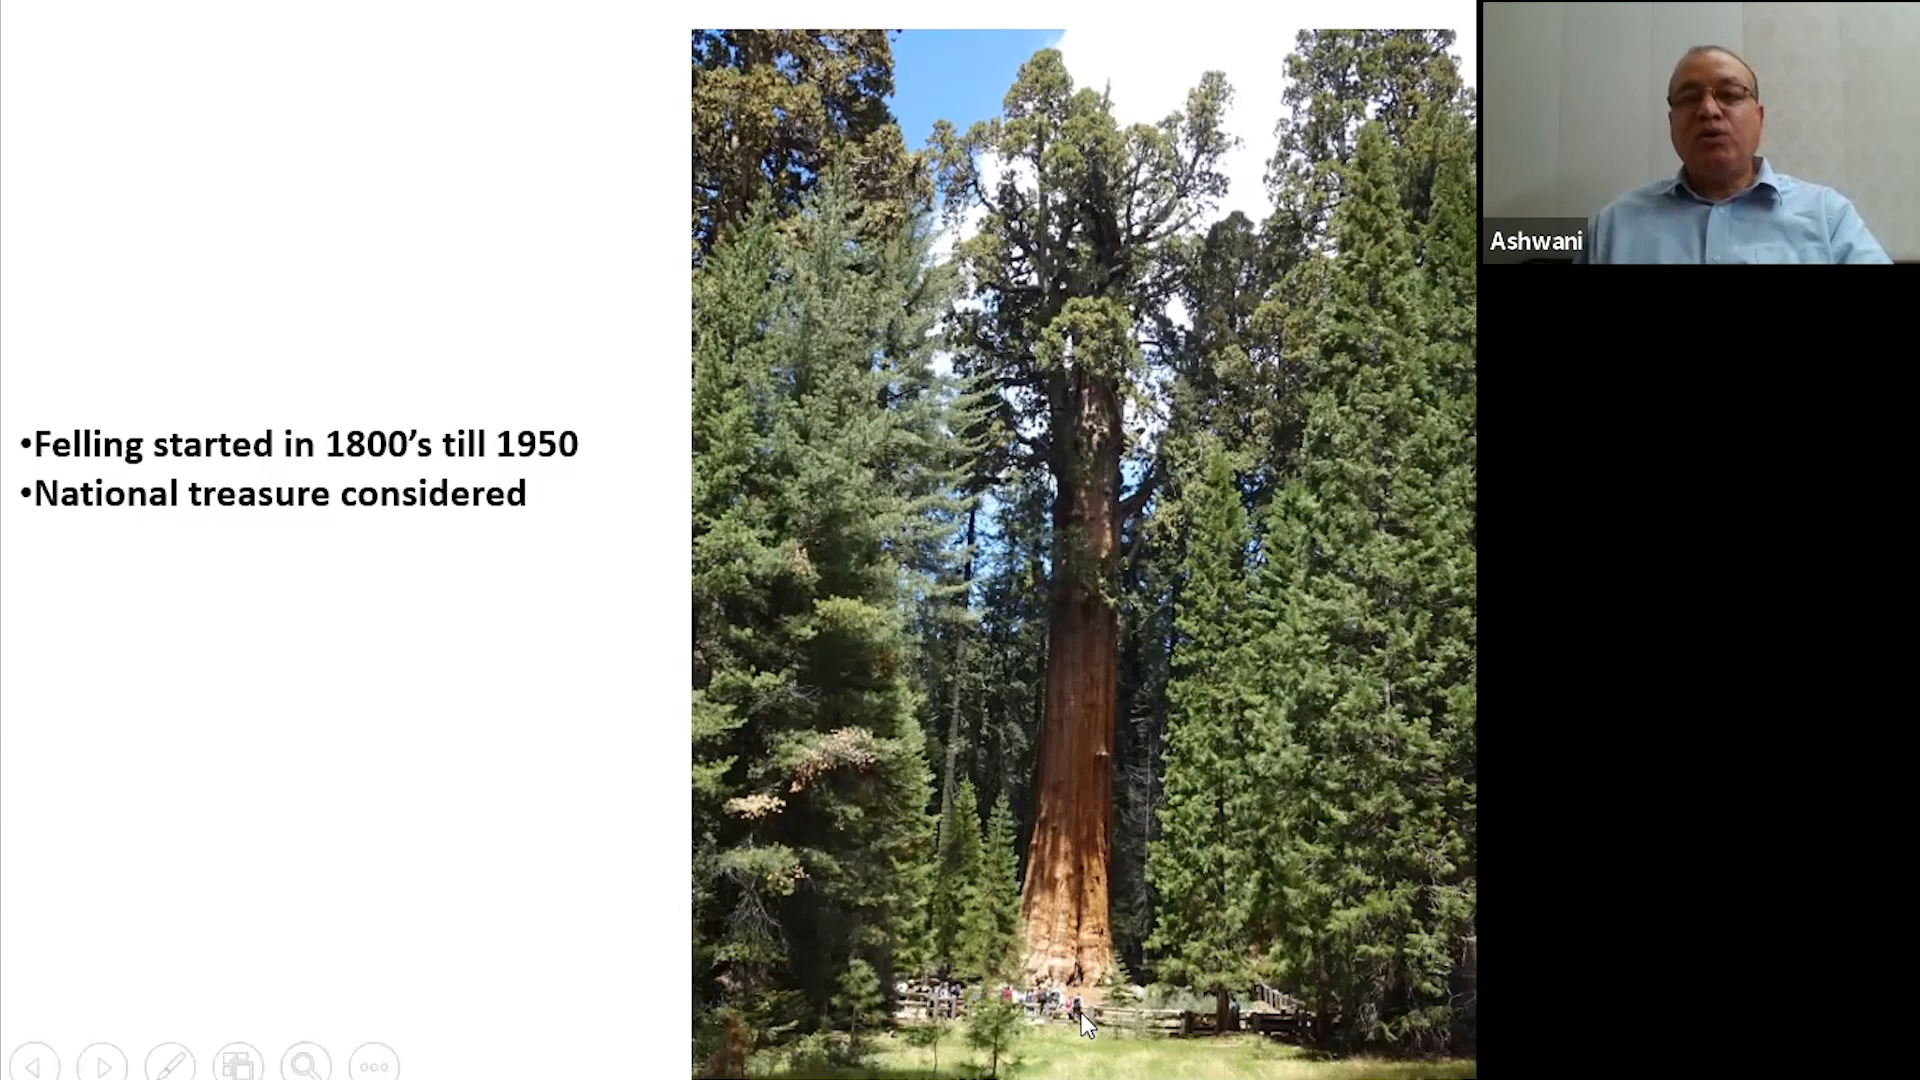 •Felling started in 1800’s till 1950
•National treasure considered
Ashwani